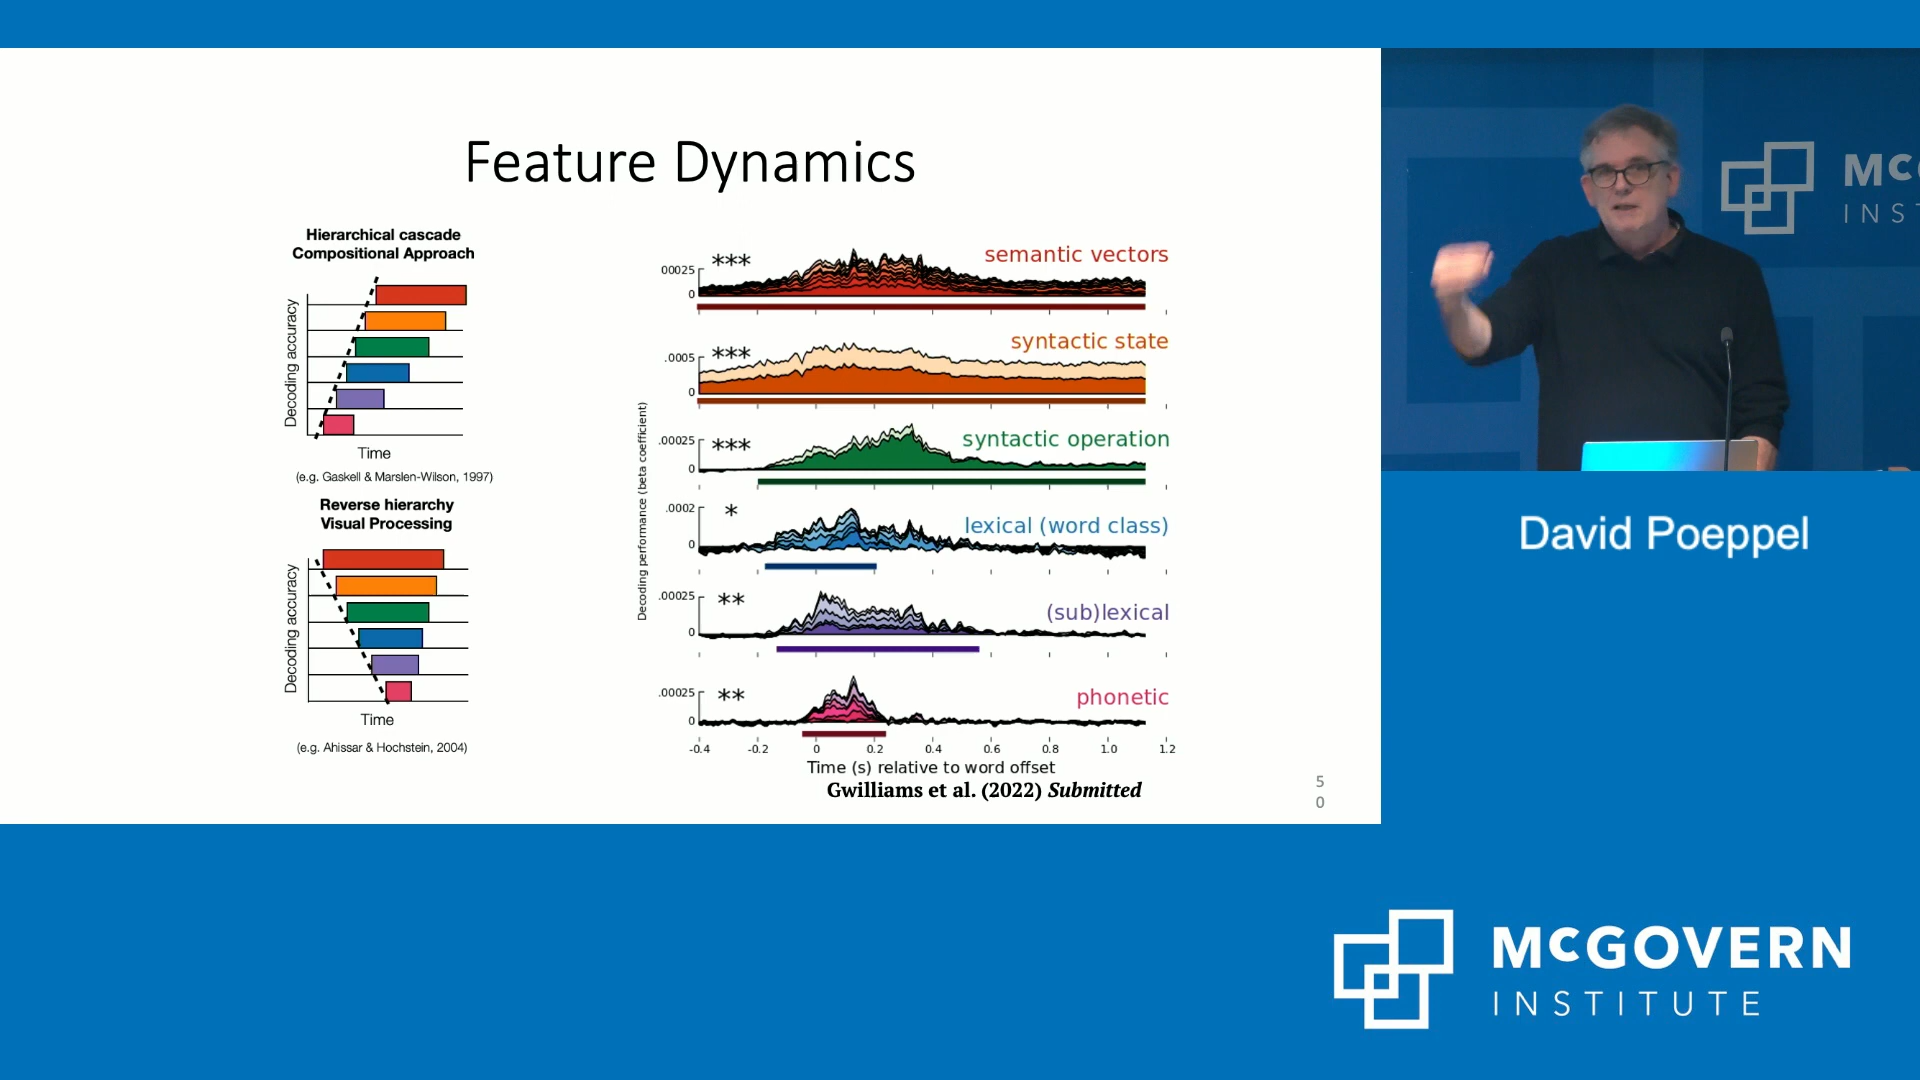 Feature Dynamics
Hierarchical cascade
Compositional Approach
Decoding accuracy
Time
(e.g. Gaskell & Marslen-Wilson, 1997)
Reverse hierarchy
Visual Processing
Decoding accuracy
Time
(e.g. Ahissar & Hochstein, 2004)
Decoding performance (beta coefficient)
*** semantic vectors
00025
0
*** syntactic state
.0005
0
*** syntactic operation
.00025
0
* lexical (word class)
.0002
0
** (sub)lexical
.00025
0
** phonetic
.00025
0
-0.4 -0.2 0 0.2 0.4 0.6 0.8 1.0 1.2
Time (s) relative to word offset
Gwilliams et al. (2022) Submitted
5
0
McG
INST
David Poeppel
McGOVERN
INSTITUTE